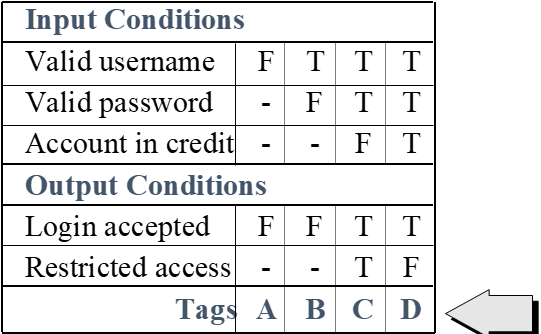 Input Conditions
Valid username F T T T
Valid password - F T T
Account in credit - - F T
Output Conditions
Login accepted F F T T
Restricted access - - T F
Tags A B C D